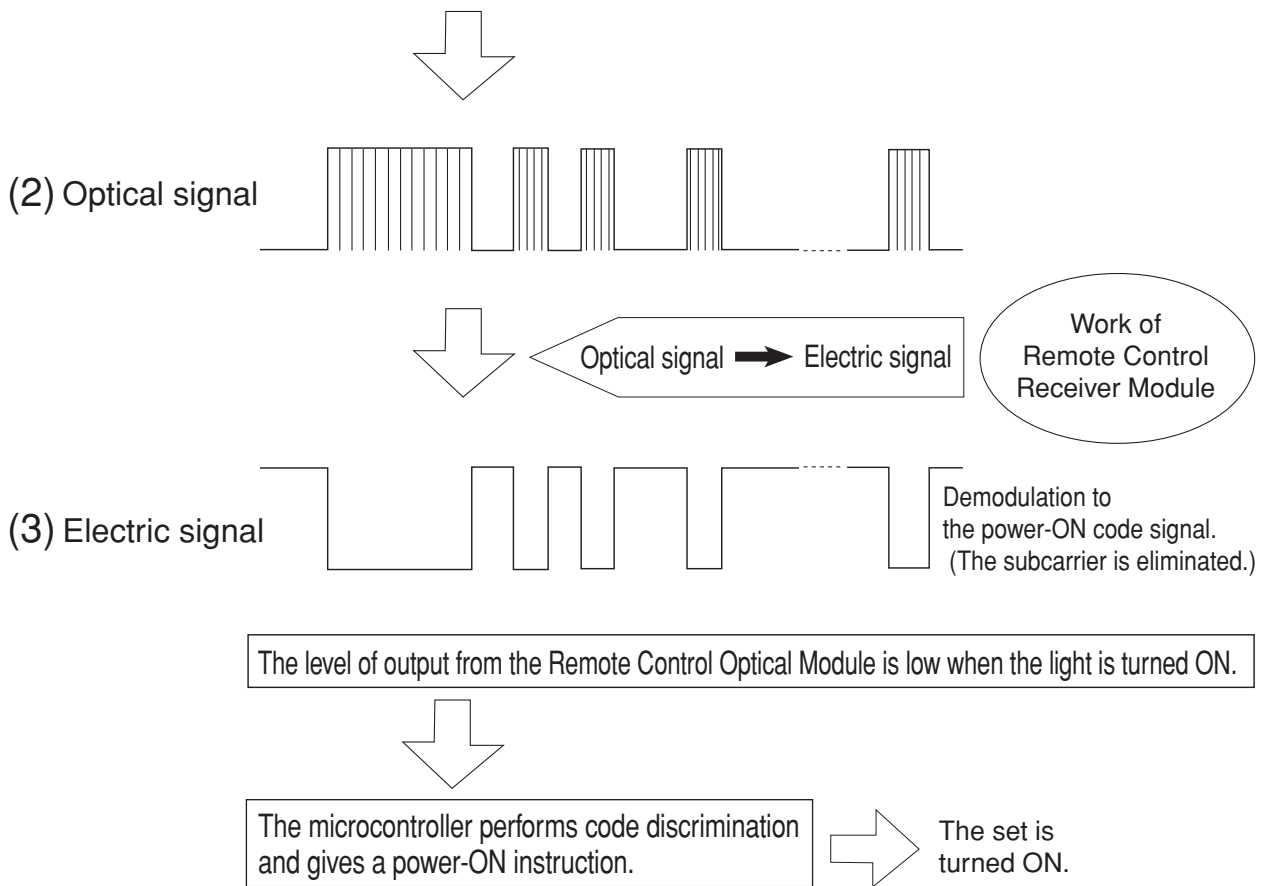 (2) Optical signal
Optical signal Electric signal
Work of
Remote Control
Receiver Module
(3) Electric signal
Demodulation to
the power-ON code signal.
(The subcarrier is eliminated.)
The level of output from the Remote Control Optical Module is low when the light is turned ON.
The microcontroller performs code discrimination
and gives a power-ON instruction.
The set is
turned ON.